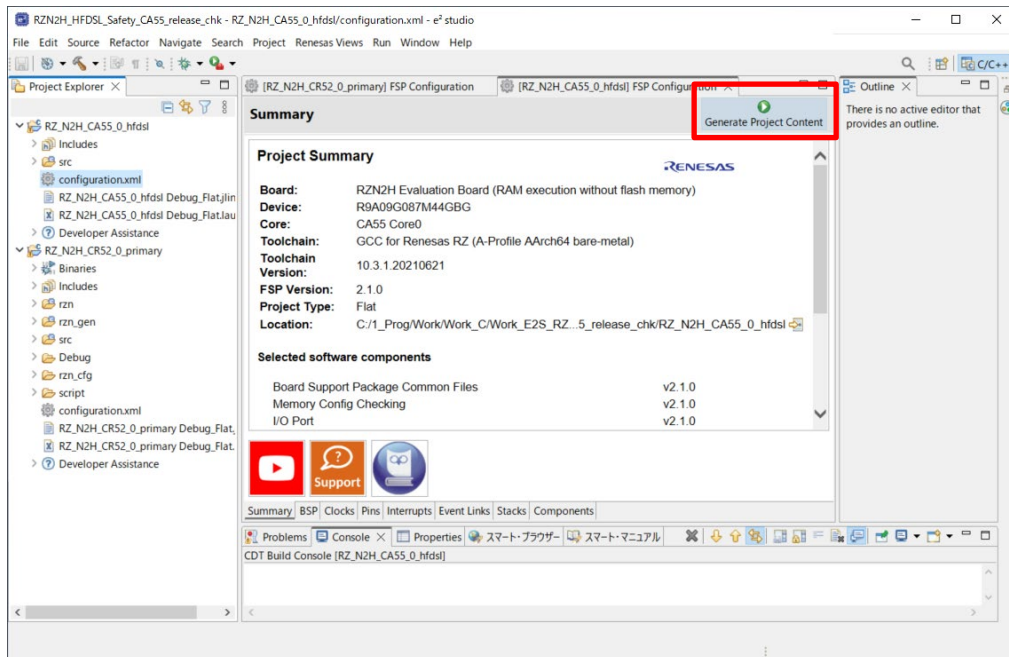 RZN2H_HFDSL_Safety_CA55_release_chk - RZ_N2H_CA55_0_hfdsl/configuration.xml - e² studio
File Edit Source Refactor Navigate Search Project Renesas Views Run Window Help
C/C++
Project Explorer
RZ_N2H_CA55_0_hfdsl
Includes
src
configuration.xml
RZ_N2H_CA55_0_hfdsl Debug_Flat.jlin
RZ_N2H_CA55_0_hfdsl Debug_Flat.lau
Developer Assistance
RZ_N2H_CR52_0_primary
Binaries
Includes
rzn
rzn_gen
src
Debug
rzn_cfg
script
configuration.xml
RZ_N2H_CR52_0_primary Debug_Flat.
RZ_N2H_CR52_0_primary Debug_Flat.
Developer Assistance
[RZ_N2H_CR52_0_primary] FSP Configuration
[RZ_N2H_CA55_0_hfdsl] FSP Configuration
Summary
Generate Project Content
Project Summary
RENESAS
Board: RZN2H Evaluation Board (RAM execution without flash memory)
Device: R9A09G087M44GBG
Core: CA55 Core0
Toolchain: GCC for Renesas RZ (A-Profile AArch64 bare-metal)
Toolchain Version: 10.3.1.20210621
FSP Version: 2.1.0
Project Type: Flat
Location: C:/1_Prog/Work/Work_C/Work_E2S_RZ...5_release_chk/RZ_N2H_CA55_0_hfdsl
Selected software components
Board Support Package Common Files v2.1.0
Memory Config Checking v2.1.0
I/O Port v2.1.0
Support
Summary BSP Clocks Pins Interrupts Event Links Stacks Components
Outline
There is no active editor that
provides an outline.
Problems Console Properties スマート・ブラウザー スマート・マニュアル
CDT Build Console [RZ_N2H_CA55_0_hfdsl]